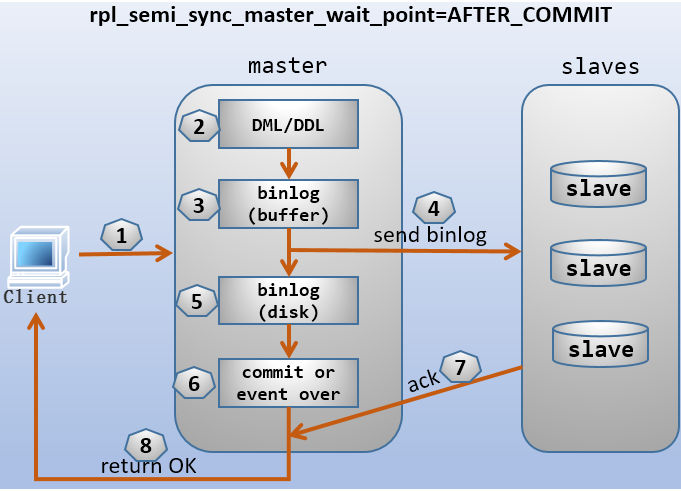 rpl_semi_sync_master_wait_point=AFTER_COMMIT
master
slaves
2
DML/DDL
3
binlog
(buffer)
4
send binlog
slave
slave
slave
1
Client
5
binlog
(disk)
6
commit or
event over
ack
7
8
return OK